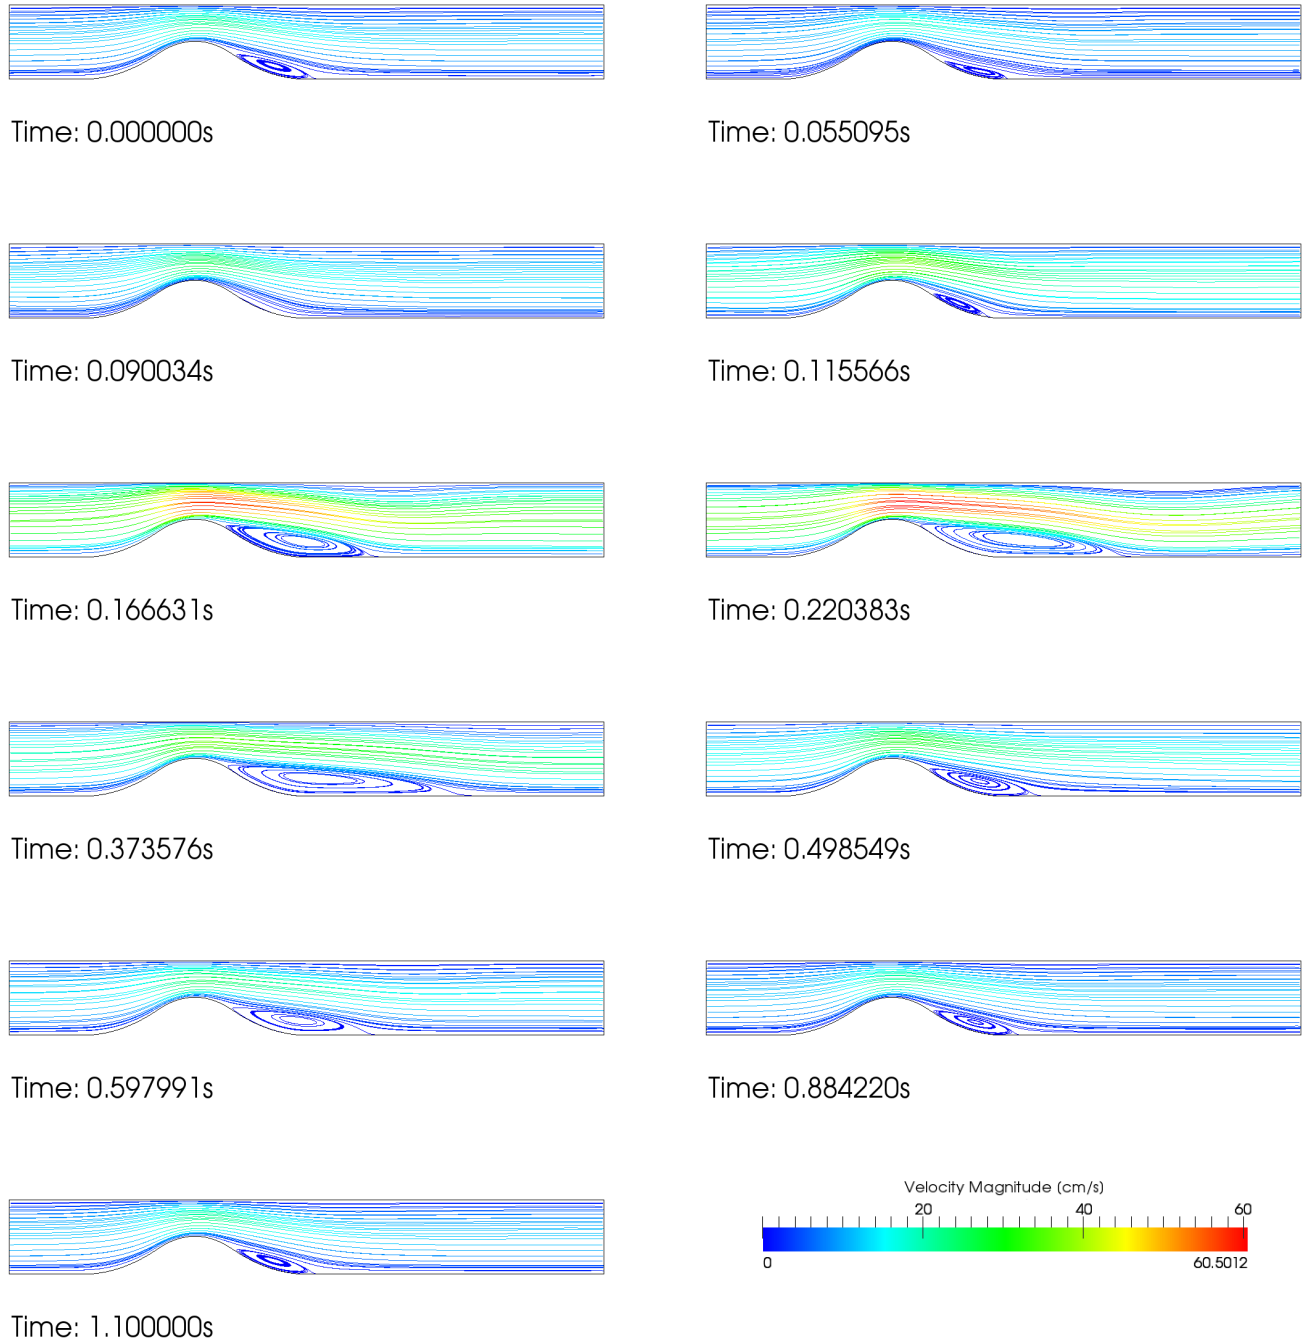 Time: 0.000000s
Time: 0.055095s
Time: 0.090034s
Time: 0.115566s
Time: 0.166631s
Time: 0.220383s
Time: 0.373576s
Time: 0.498549s
Time: 0.597991s
Time: 0.884220s
Time: 1.100000s
Velocity Magnitude (cm/s)
20 40 60
0 60.5012